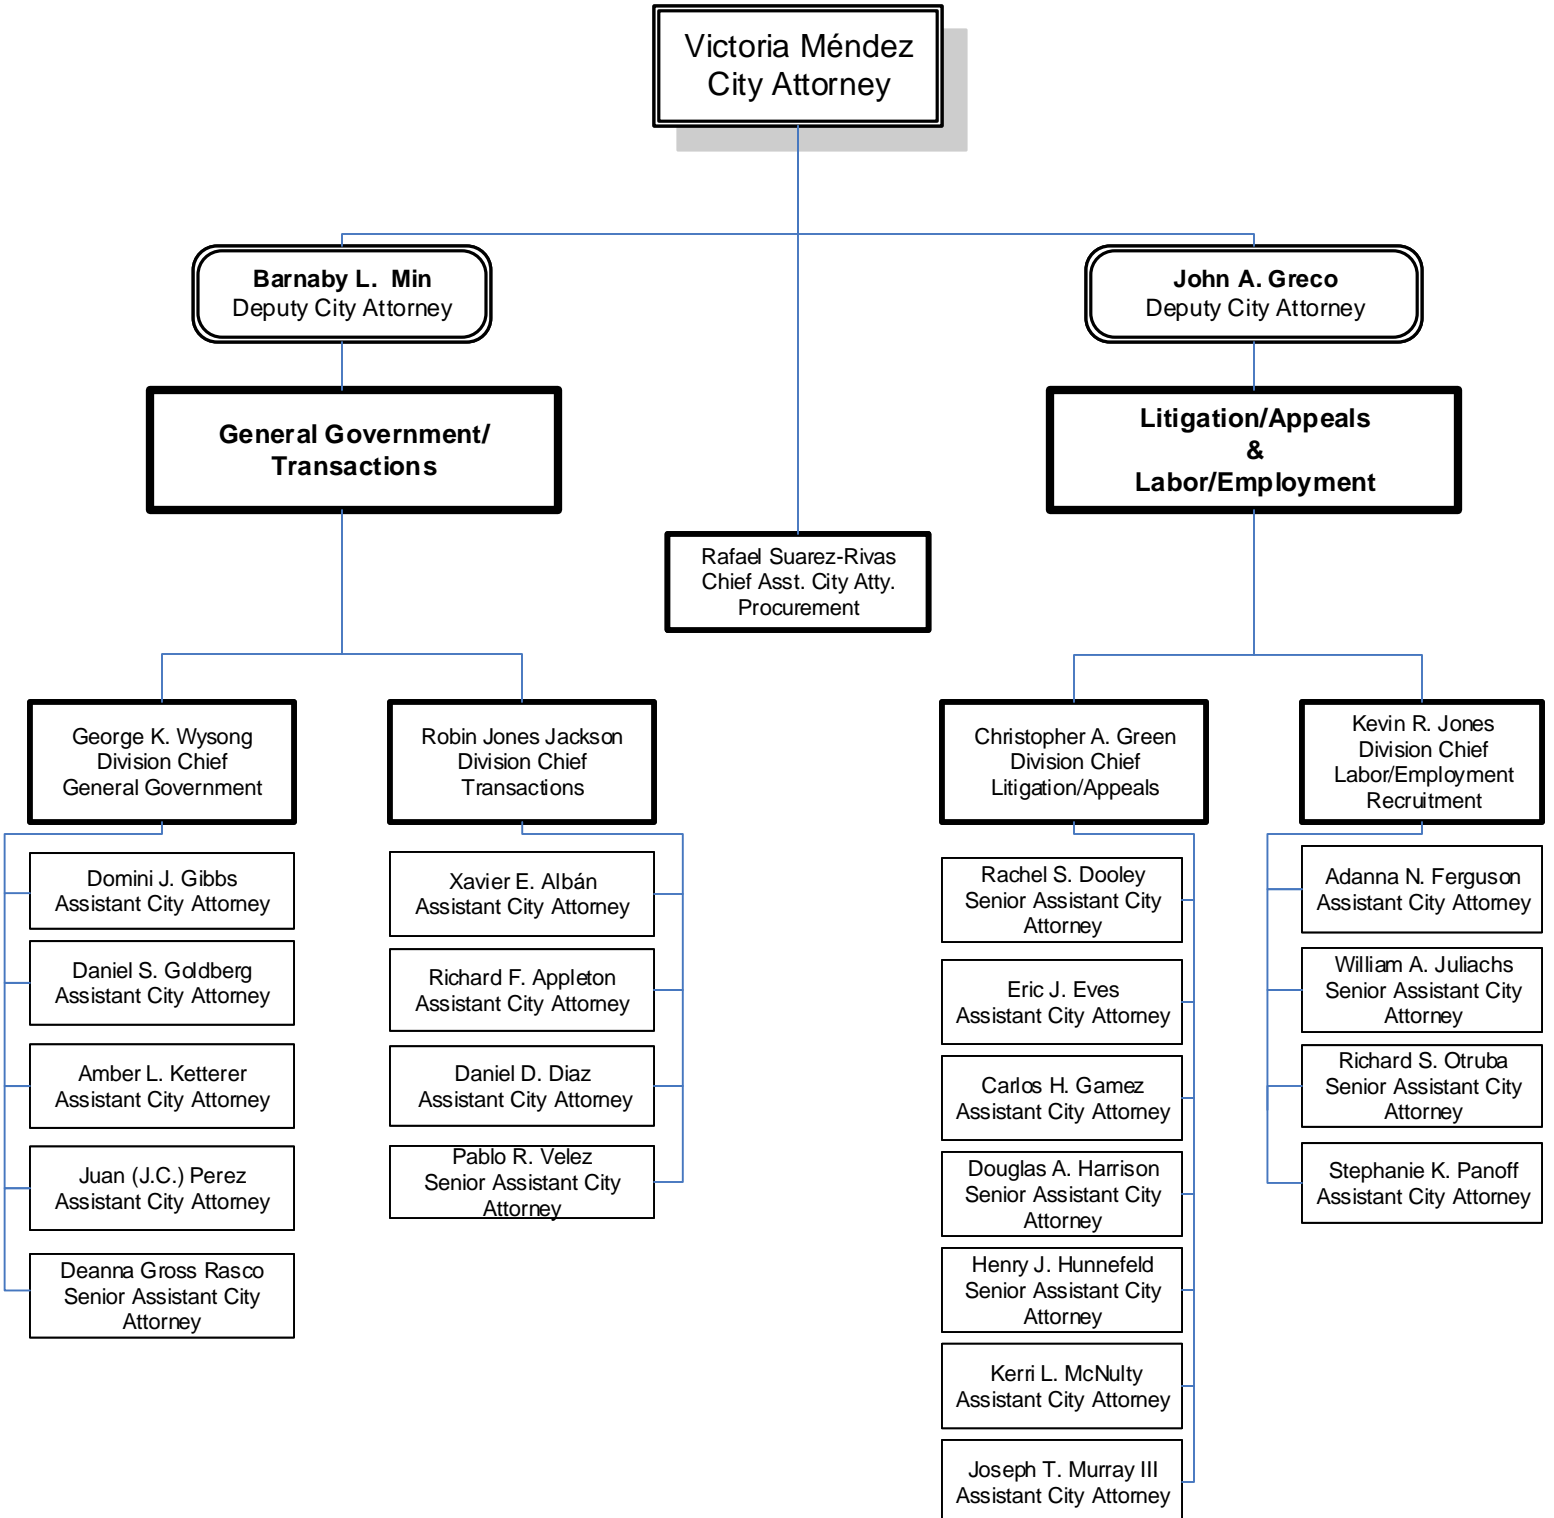 Victoria Méndez
City Attorney
Barnaby L. Min
Deputy City Attorney
John A. Greco
Deputy City Attorney
General Government/
Transactions
Litigation/Appeals
&
Labor/Employment
Rafael Suarez-Rivas
Chief Asst. City Atty.
Procurement
George K. Wysong
Division Chief
General Government
Robin Jones Jackson
Division Chief
Transactions
Christopher A. Green
Division Chief
Litigation/Appeals
Kevin R. Jones
Division Chief
Labor/Employment
Recruitment
Domini J. Gibbs
Assistant City Attorney
Daniel S. Goldberg
Assistant City Attorney
Amber L. Ketterer
Assistant City Attorney
Juan (J.C.) Perez
Assistant City Attorney
Deanna Gross Rasco
Senior Assistant City
Attorney
Xavier E. Albán
Assistant City Attorney
Richard F. Appleton
Assistant City Attorney
Daniel D. Diaz
Assistant City Attorney
Pablo R. Velez
Senior Assistant City
Attorney
Rachel S. Dooley
Senior Assistant City
Attorney
Eric J. Eves
Assistant City Attorney
Carlos H. Gamez
Assistant City Attorney
Douglas A. Harrison
Senior Assistant City
Attorney
Henry J. Hunnefeld
Senior Assistant City
Attorney
Kerri L. McNulty
Assistant City Attorney
Joseph T. Murray III
Assistant City Attorney
Adanna N. Ferguson
Assistant City Attorney
William A. Juliachs
Senior Assistant City
Attorney
Richard S. Otruba
Senior Assistant City
Attorney
Stephanie K. Panoff
Assistant City Attorney